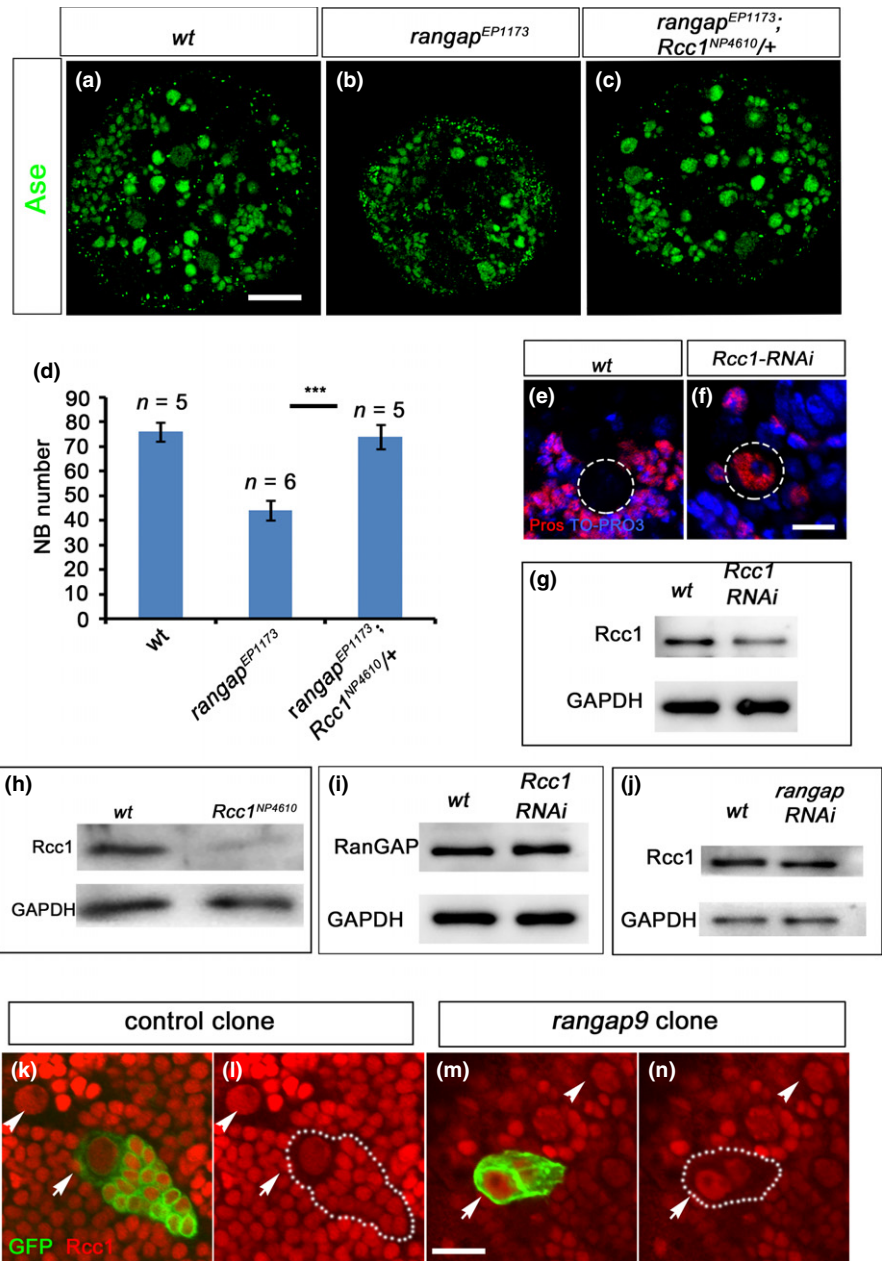 wt
rangap^EP1173
rangap^EP1173;
Rcc1^NP4610/+
Ase
(a)
(b)
(c)
(d)
NB number
90
80
70
60
50
40
30
20
10
0
n = 5
n = 6
***
n = 5
wt
rangap^EP1173
rangap^EP1173;
Rcc1^NP4610/+
wt
Rcc1-RNAi
(e)
(f)
Pros TO-PRO3
(g)
wt
Rcc1
RNAi
Rcc1
GAPDH
(h)
wt
Rcc1^NP4610
Rcc1
GAPDH
(i)
wt
Rcc1
RNAi
RanGAP
GAPDH
(j)
wt
rangap
RNAi
Rcc1
GAPDH
control clone
rangap9 clone
(k)
(l)
(m)
(n)
GFP Rcc1